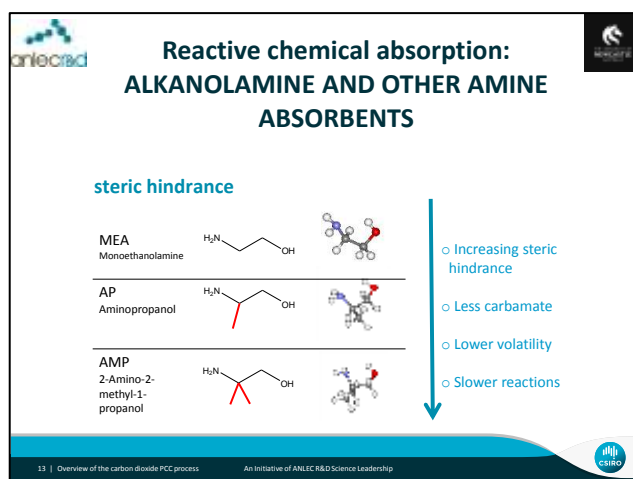 anlecr&d
Reactive chemical absorption:
ALKANOLAMINE AND OTHER AMINE
ABSORBENTS
steric hindrance
MEA
Monoethanolamine
H₂N
OH
AP
Aminopropanol
H₂N
OH
AMP
2-Amino-2-
methyl-1-
propanol
H₂N
OH
○ Increasing steric
hindrance
○ Less carbamate
○ Lower volatility
○ Slower reactions
13 | Overview of the carbon dioxide PCC process An Initiative of ANLEC R&D Science Leadership
CSIRO